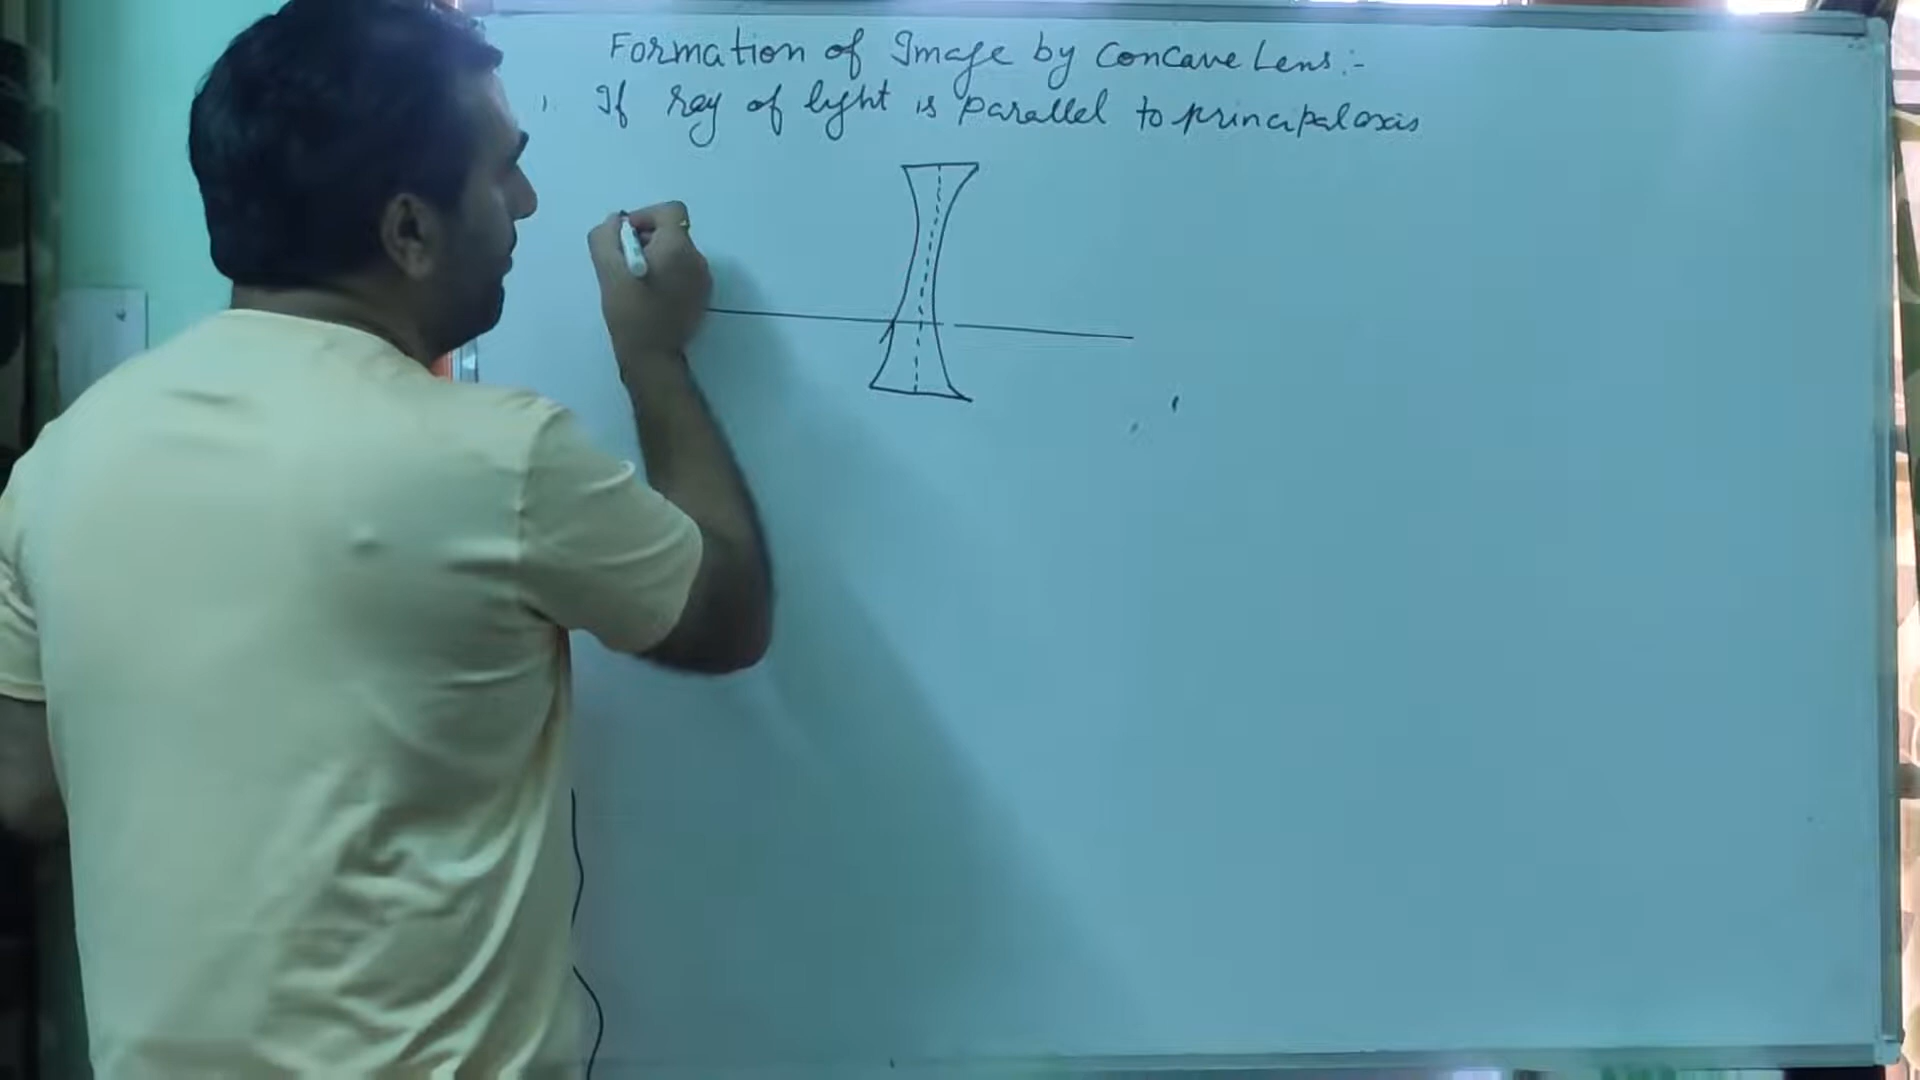 Formation of Image by Concave Lens :-
1. If ray of light is parallel to principal axis